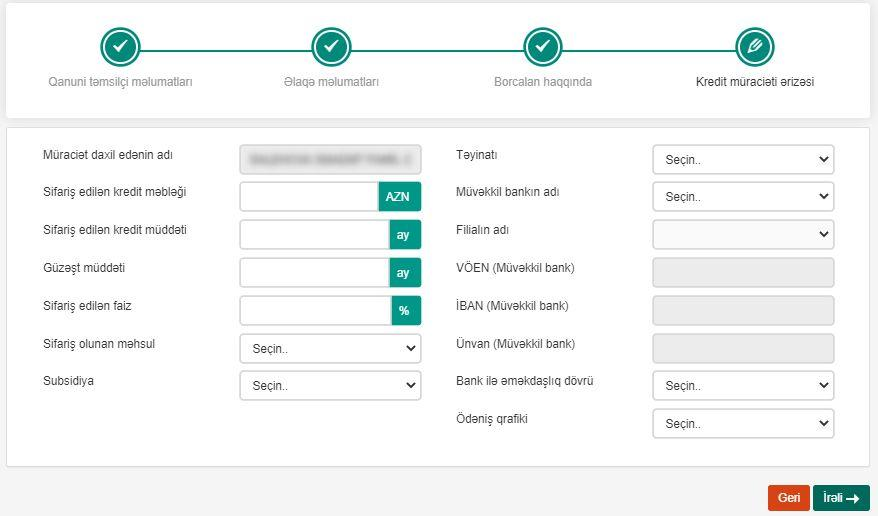 Qanuni təmsilçi məlumatları
Əlaqə məlumatları
Borcalan haqqında
Kredit müraciəti ərizəsi
Müraciət daxil edənin adı
Sifariş edilən kredit məbləği
AZN
Sifariş edilən kredit müddəti
ay
Güzəşt müddəti
ay
Sifariş edilən faiz
%
Sifariş olunan məhsul
Seçin..
Subsidiya
Seçin..
Təyinatı
Seçin..
Müvəkkil bankın adı
Seçin..
Filialın adı
VÖEN (Müvəkkil bank)
İBAN (Müvəkkil bank)
Ünvan (Müvəkkil bank)
Bank ilə əməkdaşlıq dövrü
Seçin..
Ödəniş qrafiki
Seçin..
Geri
İrəli